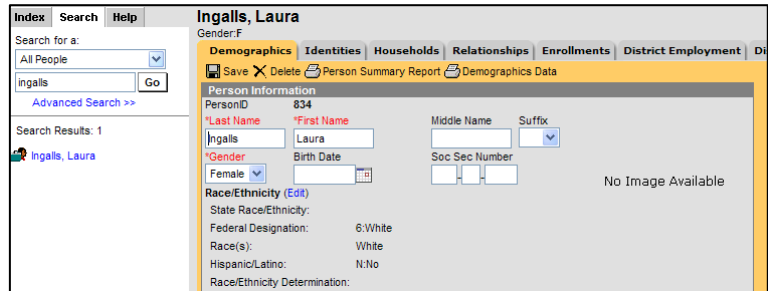 Index Search Help
Search for a:
All People
ingalls Go
Advanced Search >>
Search Results: 1
Ingalls, Laura
Ingalls, Laura
Gender:F
Demographics Identities Households Relationships Enrollments District Employment Di
Save Delete Person Summary Report Demographics Data
Person Information
PersonID 834
*Last Name *First Name Middle Name Suffix
Ingalls Laura
*Gender Birth Date Soc Sec Number
Female - -
No Image Available
Race/Ethnicity (Edit)
State Race/Ethnicity:
Federal Designation: 6:White
Race(s): White
Hispanic/Latino: N:No
Race/Ethnicity Determination: